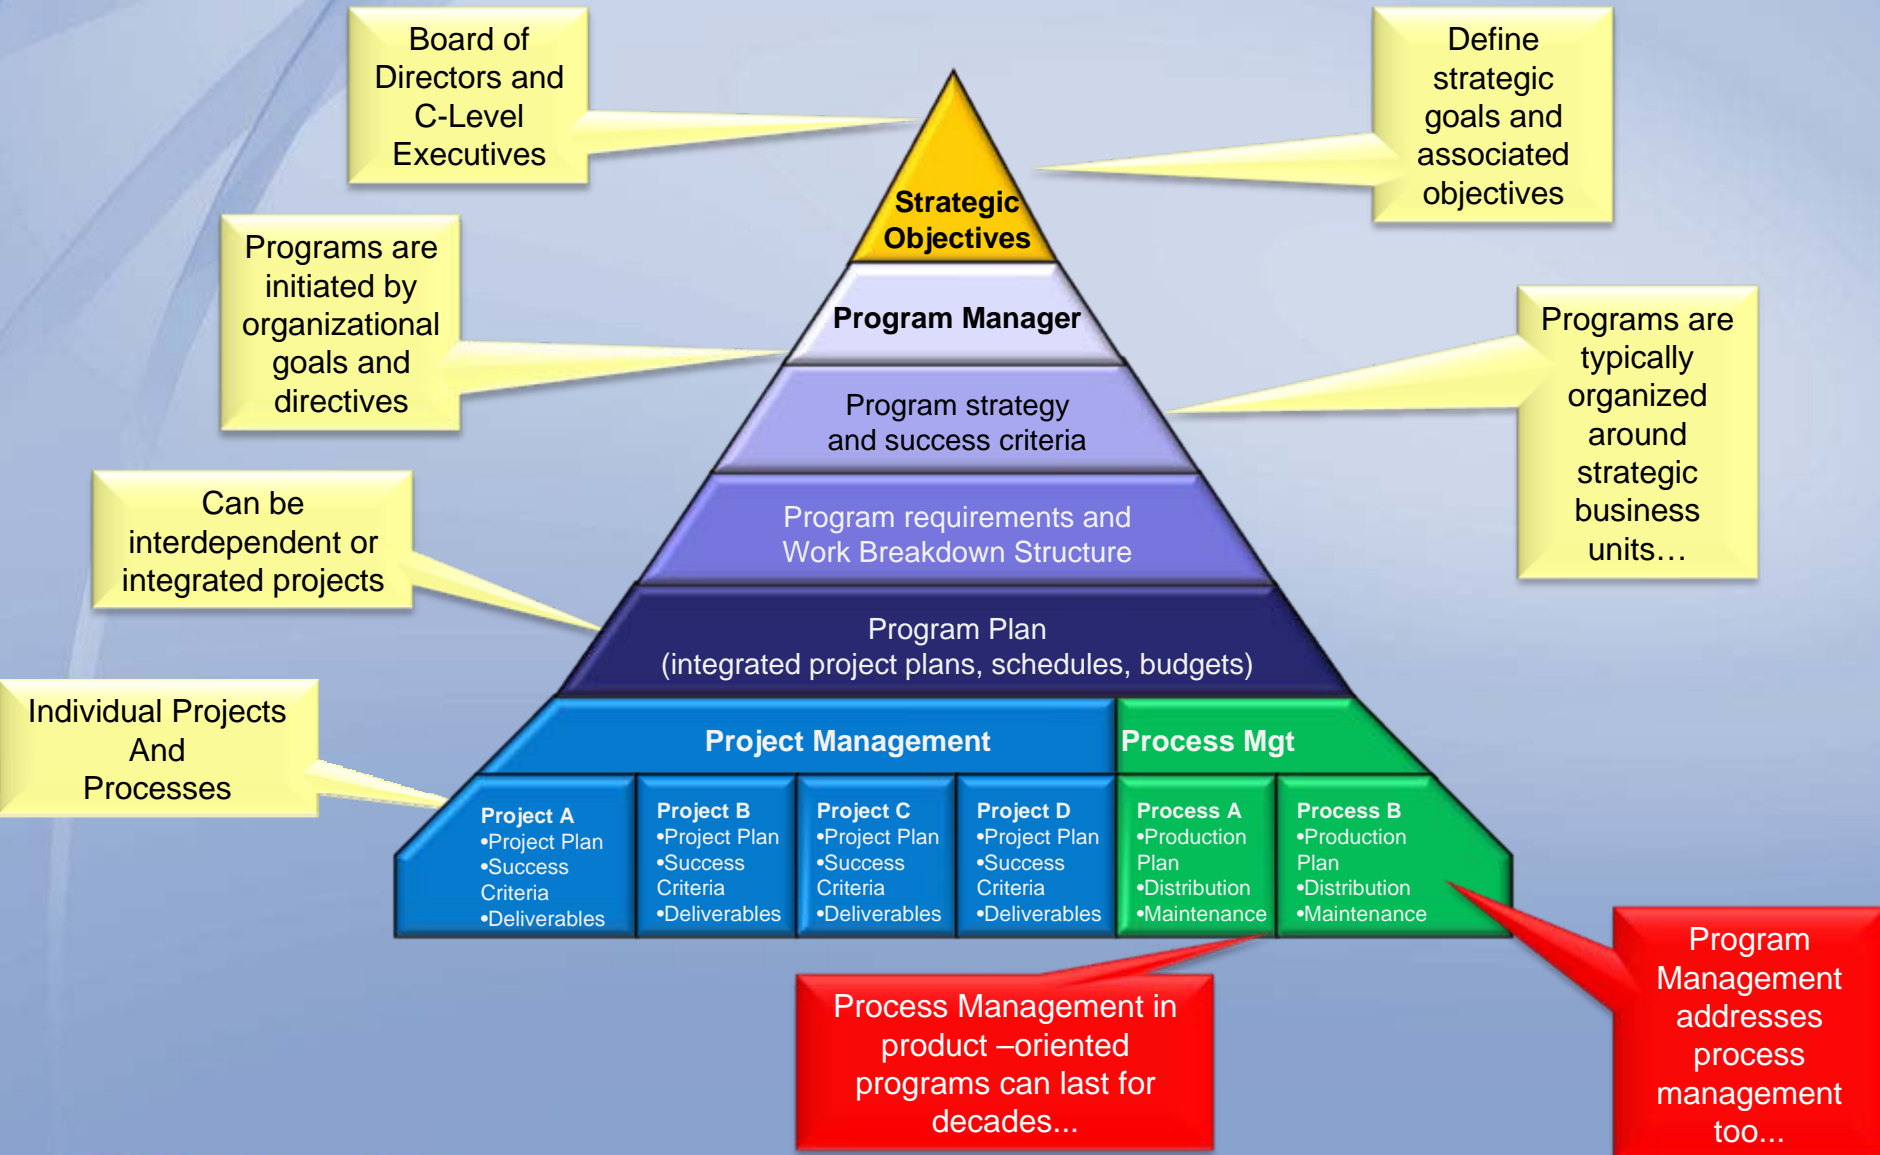 Board of
Directors and
C-Level
Executives
Define
strategic
goals and
associated
objectives
Strategic
Objectives
Programs are
initiated by
organizational
goals and
directives
Program Manager
Programs are
typically
organized
around
strategic
business
units…
Program strategy
and success criteria
Can be
interdependent or
integrated projects
Program requirements and
Work Breakdown Structure
Program Plan
(integrated project plans, schedules, budgets)
Individual Projects
And
Processes
Project Management
Process Mgt
Project A
•Project Plan
•Success
Criteria
•Deliverables
Project B
•Project Plan
•Success
Criteria
•Deliverables
Project C
•Project Plan
•Success
Criteria
•Deliverables
Project D
•Project Plan
•Success
Criteria
•Deliverables
Process A
•Production
Plan
•Distribution
•Maintenance
Process B
•Production
Plan
•Distribution
•Maintenance
Process Management in
product –oriented
programs can last for
decades...
Program
Management
addresses
process
management
too...